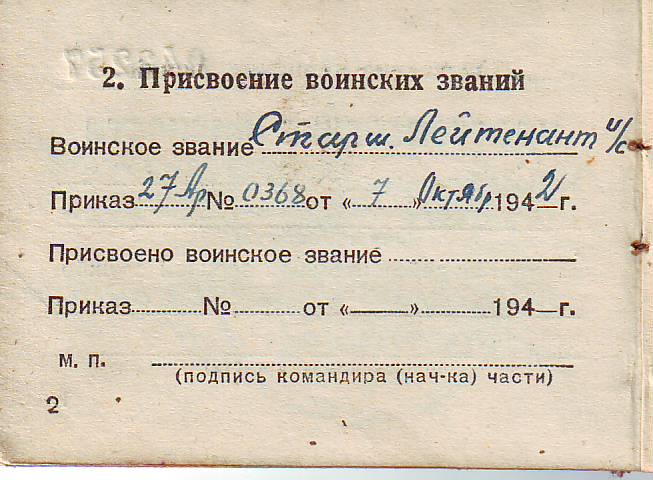 2. Присвоение воинских званий
Воинское звание Старш. Лейтенант и/с
Приказ 27 Ар № 0368 от «7» Октябр 1942 г.
Присвоено воинское звание
Приказ № от « » 194 г.
М. П.
(подпись командира (нач-ка) части)
2